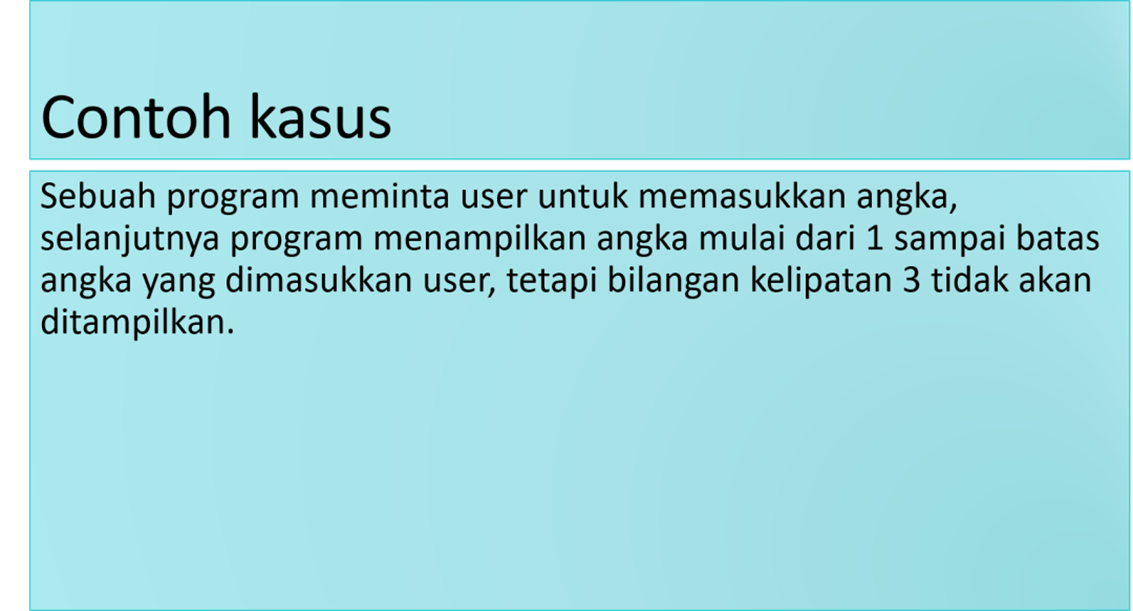 Contoh kasus
Sebuah program meminta user untuk memasukkan angka,
selanjutnya program menampilkan angka mulai dari 1 sampai batas
angka yang dimasukkan user, tetapi bilangan kelipatan 3 tidak akan
ditampilkan.